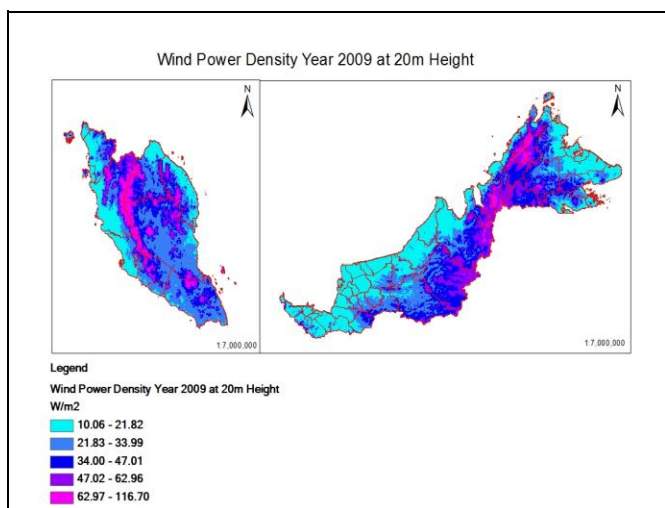 Wind Power Density Year 2009 at 20m Height
N
N
1:7,000,000
1:7,000,000
Legend
Wind Power Density Year 2009 at 20m Height
W/m2
10.06 - 21.82
21.83 - 33.99
34.00 - 47.01
47.02 - 62.96
62.97 - 116.70